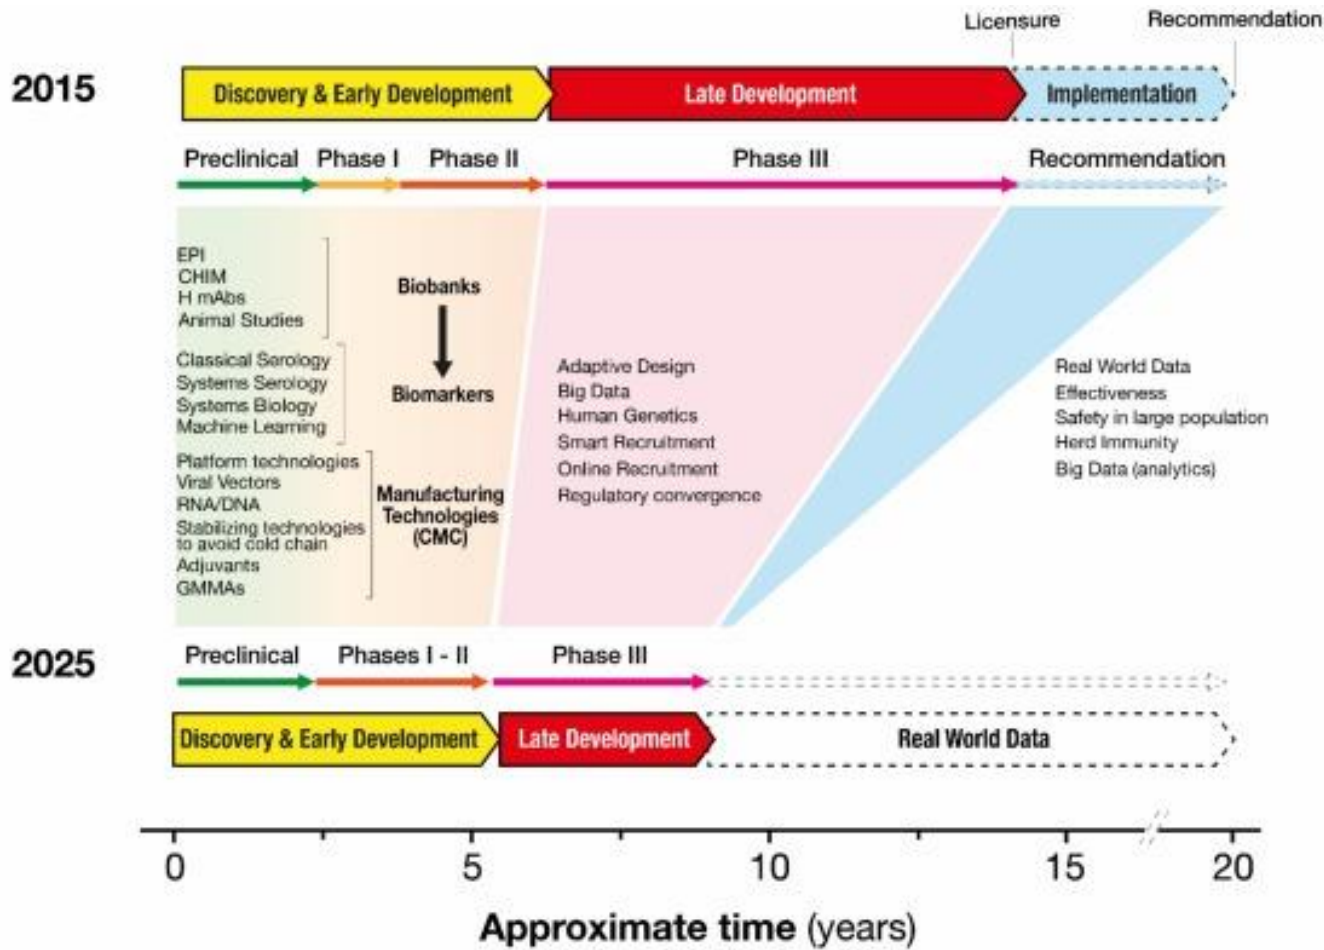 Licensure
Recommendation
2015
Discovery & Early Development
Late Development
Implementation
Preclinical
Phase I
Phase II
Phase III
Recommendation
EPI
CHIM
H mAbs
Animal Studies
Biobanks
Classical Serology
Systems Serology
Systems Biology
Machine Learning
Biomarkers
Platform technologies
Viral Vectors
RNA/DNA
Stabilizing technologies
to avoid cold chain
Adjuvants
GMMAs
Manufacturing
Technologies
(CMC)
Adaptive Design
Big Data
Human Genetics
Smart Recruitment
Online Recruitment
Regulatory convergence
Real World Data
Effectiveness
Safety in large population
Herd Immunity
Big Data (analytics)
2025
Preclinical
Phases I - II
Phase III
Discovery & Early Development
Late Development
Real World Data
0
5
10
15
20
Approximate time (years)